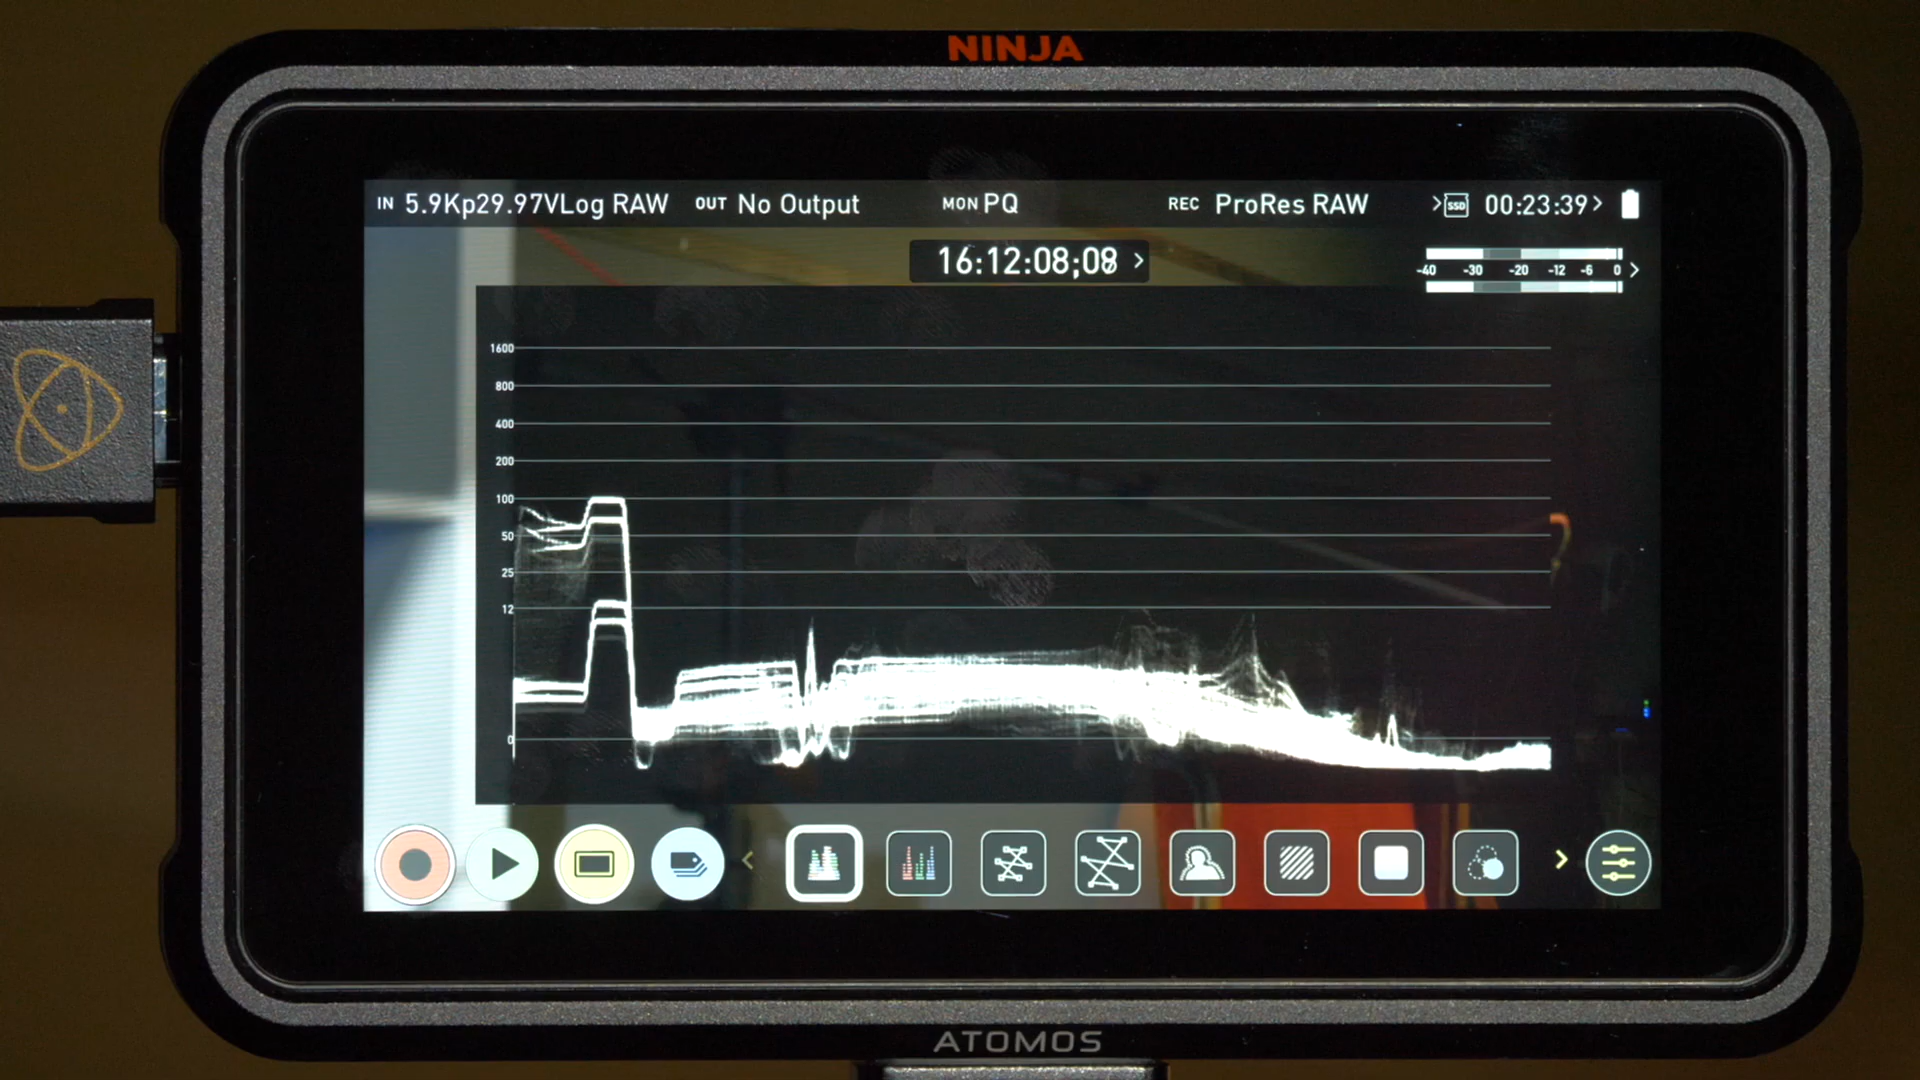 NINJA
IN 5.9Kp29.97VLog RAW OUT No Output MON PQ REC ProRes RAW >SSD 00:23:39>
16:12:08;08 >
-40 -30 -20 -12 -6 0 >
1600
800
400
200
100
50
25
12
0
ATOMOS